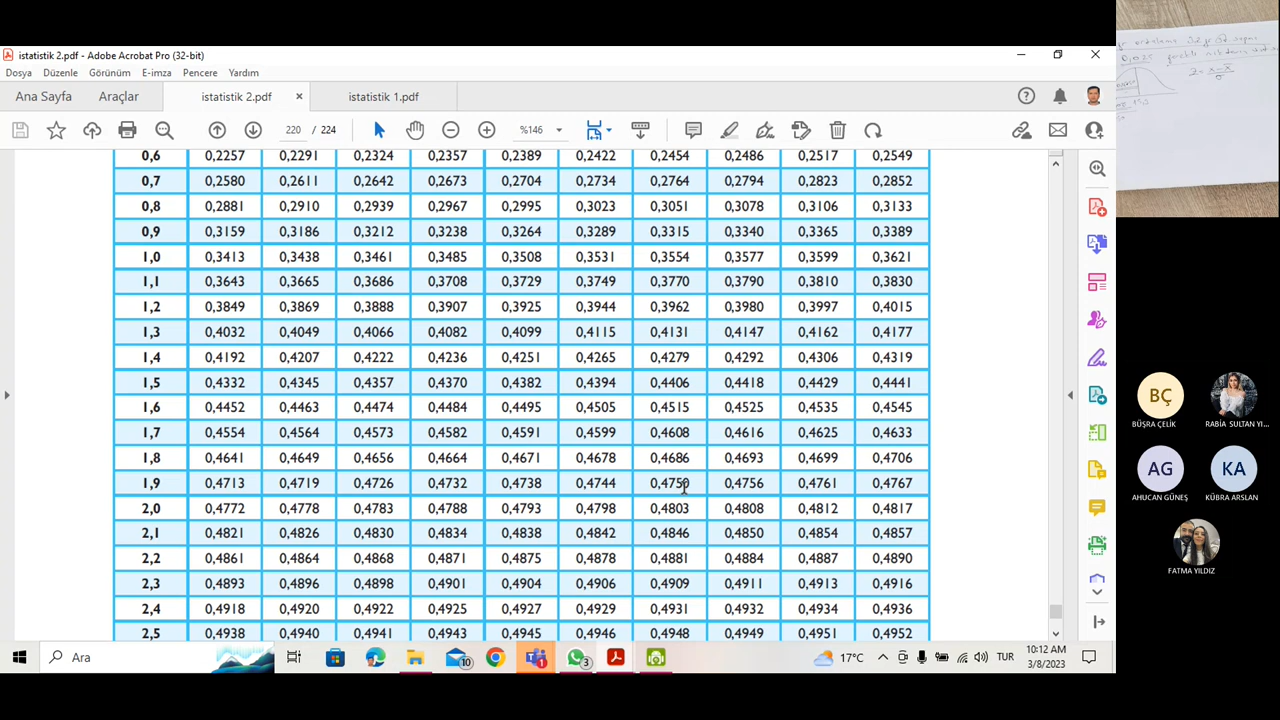 istatistik 2.pdf - Adobe Acrobat Pro (32-bit)
Dosya Düzenle Görünüm E-imza Pencere Yardım
Ana Sayfa Araçlar istatistik 2.pdf istatistik 1.pdf
220 / 224 %146
0,6 0,2257 0,2291 0,2324 0,2357 0,2389 0,2422 0,2454 0,2486 0,2517 0,2549
0,7 0,2580 0,2611 0,2642 0,2673 0,2704 0,2734 0,2764 0,2794 0,2823 0,2852
0,8 0,2881 0,2910 0,2939 0,2967 0,2995 0,3023 0,3051 0,3078 0,3106 0,3133
0,9 0,3159 0,3186 0,3212 0,3238 0,3264 0,3289 0,3315 0,3340 0,3365 0,3389
1,0 0,3413 0,3438 0,3461 0,3485 0,3508 0,3531 0,3554 0,3577 0,3599 0,3621
1,1 0,3643 0,3665 0,3686 0,3708 0,3729 0,3749 0,3770 0,3790 0,3810 0,3830
1,2 0,3849 0,3869 0,3888 0,3907 0,3925 0,3944 0,3962 0,3980 0,3997 0,4015
1,3 0,4032 0,4049 0,4066 0,4082 0,4099 0,4115 0,4131 0,4147 0,4162 0,4177
1,4 0,4192 0,4207 0,4222 0,4236 0,4251 0,4265 0,4279 0,4292 0,4306 0,4319
1,5 0,4332 0,4345 0,4357 0,4370 0,4382 0,4394 0,4406 0,4418 0,4429 0,4441
1,6 0,4452 0,4463 0,4474 0,4484 0,4495 0,4505 0,4515 0,4525 0,4535 0,4545
1,7 0,4554 0,4564 0,4573 0,4582 0,4591 0,4599 0,4608 0,4616 0,4625 0,4633
1,8 0,4641 0,4649 0,4656 0,4664 0,4671 0,4678 0,4686 0,4693 0,4699 0,4706
1,9 0,4713 0,4719 0,4726 0,4732 0,4738 0,4744 0,4750 0,4756 0,4761 0,4767
2,0 0,4772 0,4778 0,4783 0,4788 0,4793 0,4798 0,4803 0,4808 0,4812 0,4817
2,1 0,4821 0,4826 0,4830 0,4834 0,4838 0,4842 0,4846 0,4850 0,4854 0,4857
2,2 0,4861 0,4864 0,4868 0,4871 0,4875 0,4878 0,4881 0,4884 0,4887 0,4890
2,3 0,4893 0,4896 0,4898 0,4901 0,4904 0,4906 0,4909 0,4911 0,4913 0,4916
2,4 0,4918 0,4920 0,4922 0,4925 0,4927 0,4929 0,4931 0,4932 0,4934 0,4936
2,5 0,4938 0,4940 0,4941 0,4943 0,4945 0,4946 0,4948 0,4949 0,4951 0,4952
Ara
10
1
3
17°C
TUR
10:12 AM
3/8/2023
ortalama
0,025
BÇ
BÜŞRA ÇELİK
RABİA SULTAN YI...
AG
AHUCAN GÜNEŞ
KA
KÜBRA ARSLAN
FATMA YILDIZ